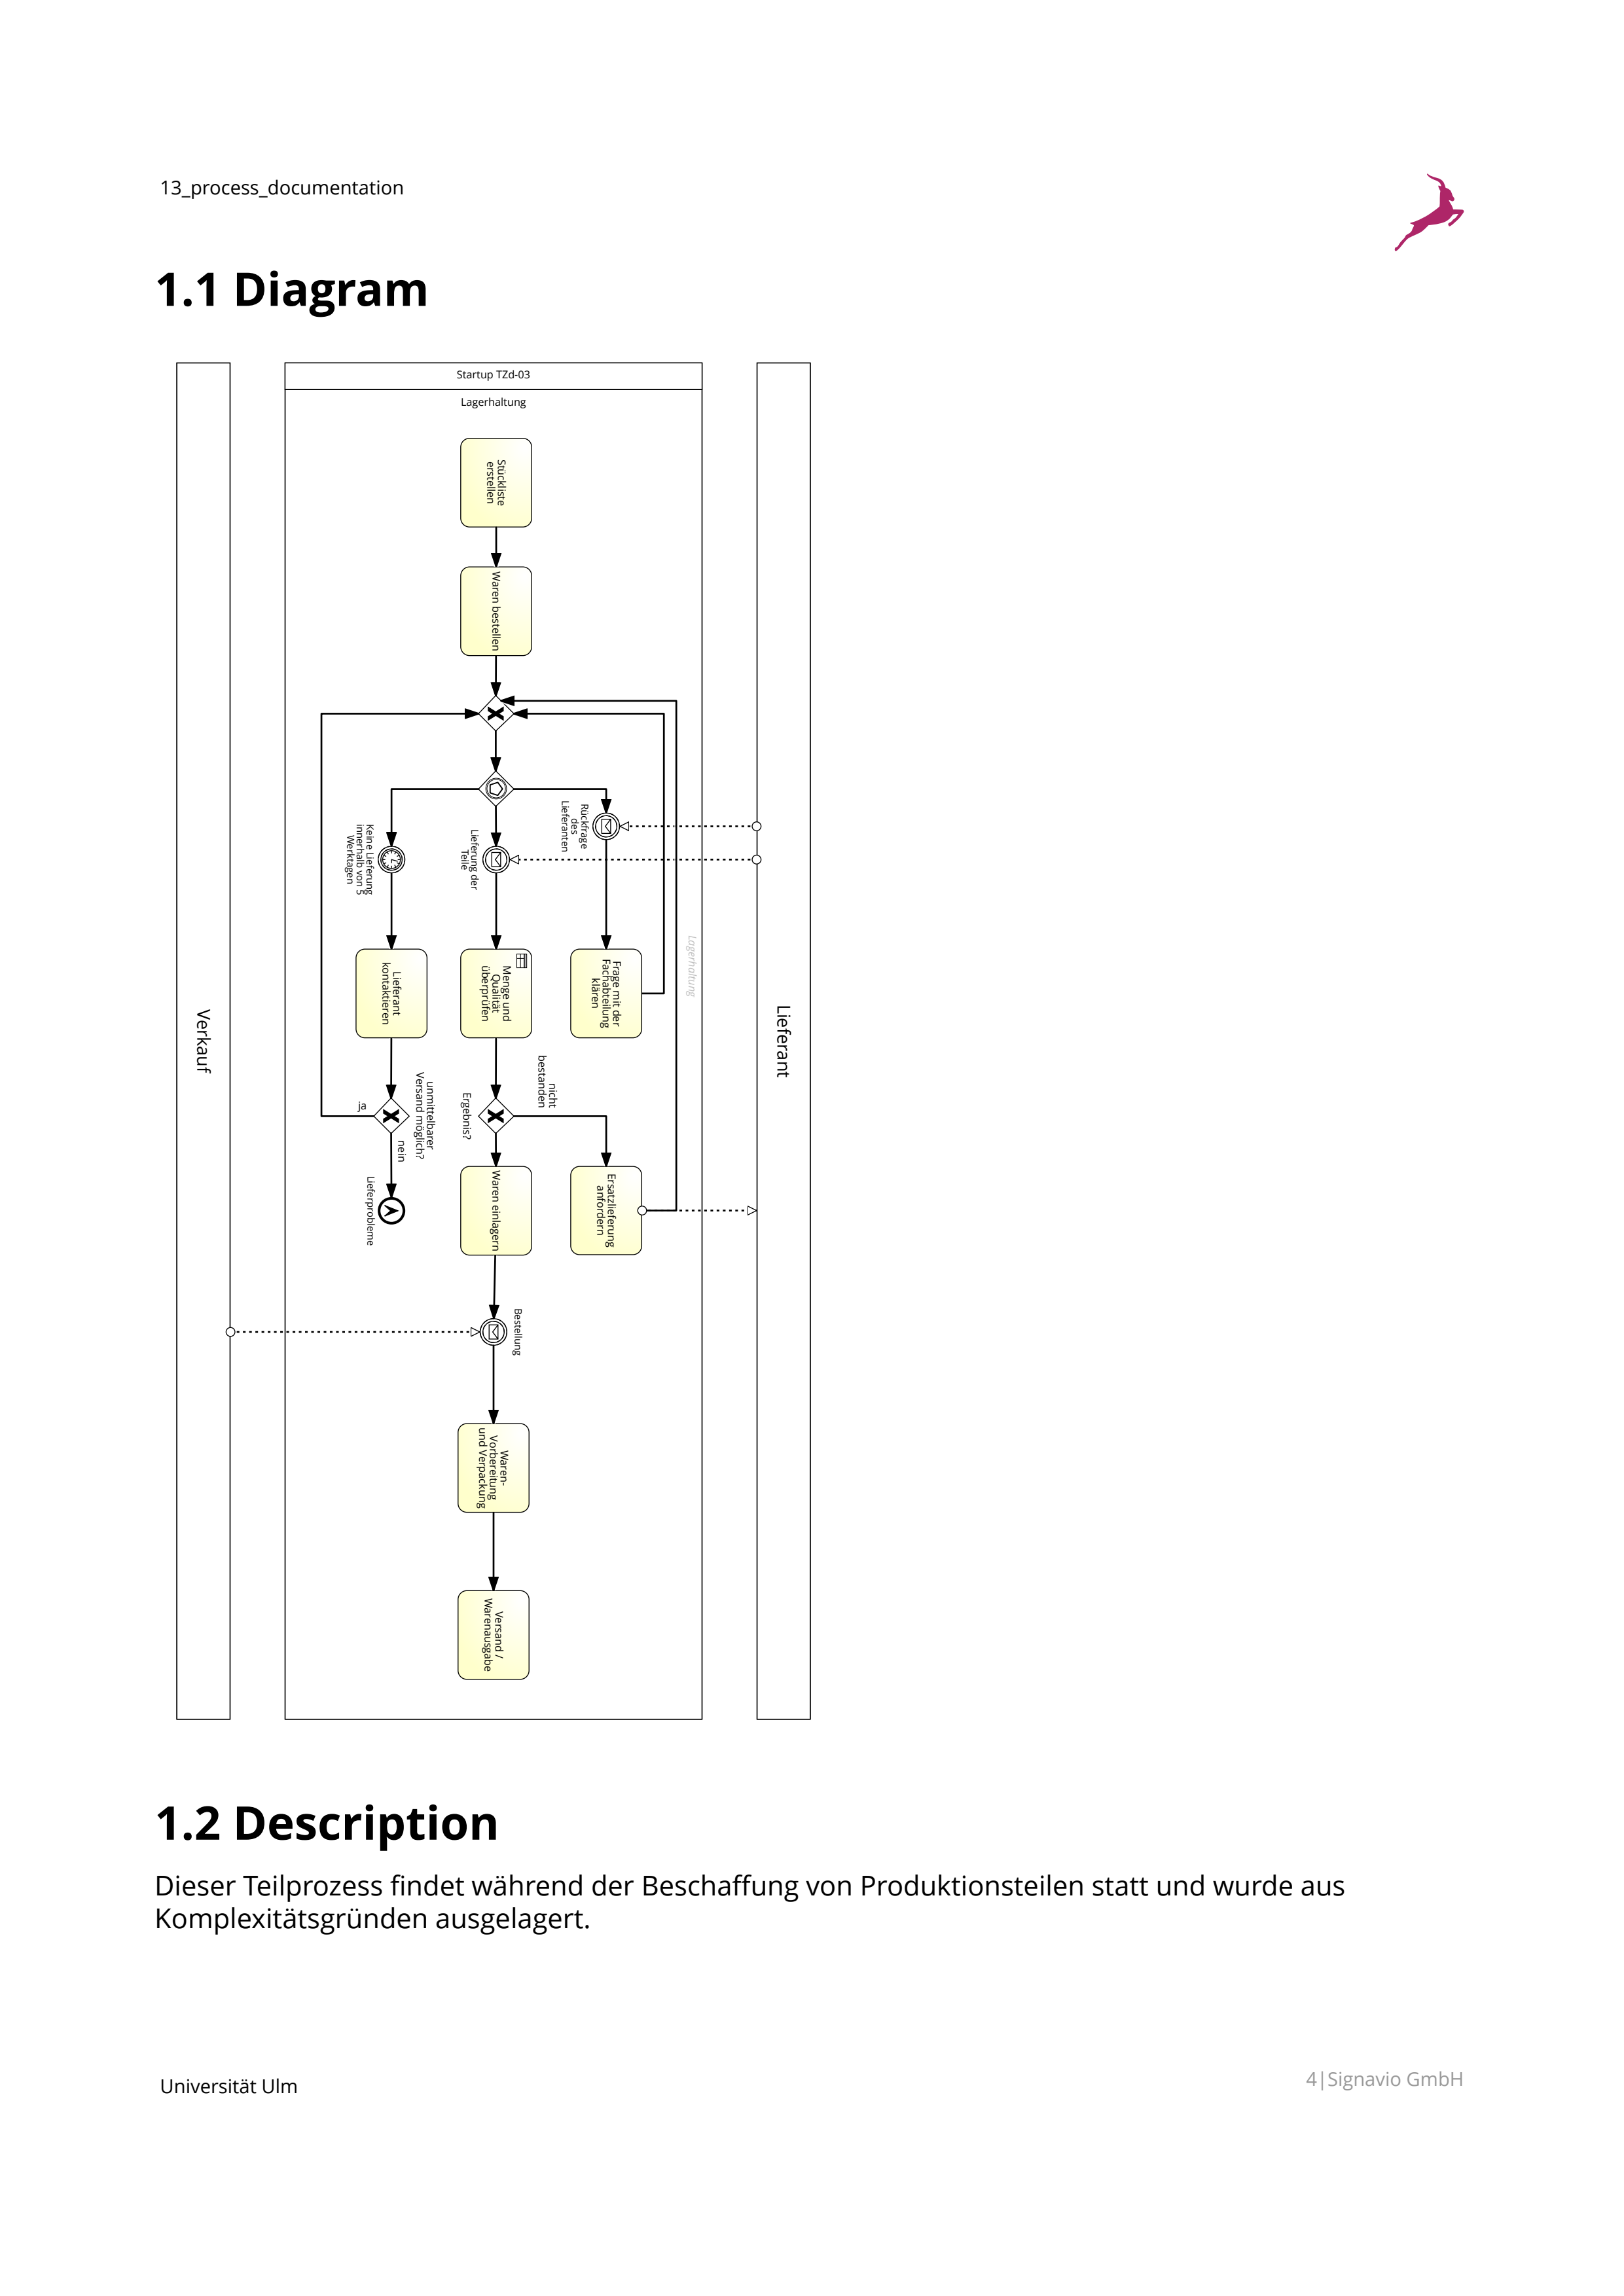 13_process_documentation
1.1 Diagram
Startup TZd-03
Lagerhaltung
Lieferant
Lagerhaltung
Verkauf
Stückliste
erstellen
Waren bestellen
Rückfrage
des
Lieferanten
Lieferung der
Teile
Keine Lieferung
innerhalb von 5
Werktagen
Frage mit der
Fachabteilung
klären
Menge und
Qualität
überprüfen
Lieferant
kontaktieren
nicht
bestanden
Ergebnis?
unmittelbarer
Versand möglich?
ja
nein
Ersatzlieferung
anfordern
Waren einlagern
Lieferprobleme
Bestellung
Waren-
Vorbereitung
und Verpackung
Versand /
Warenausgabe
1.2 Description
Dieser Teilprozess findet während der Beschaffung von Produktionsteilen statt und wurde aus
Komplexitätsgründen ausgelagert.
Universität Ulm
4|Signavio GmbH